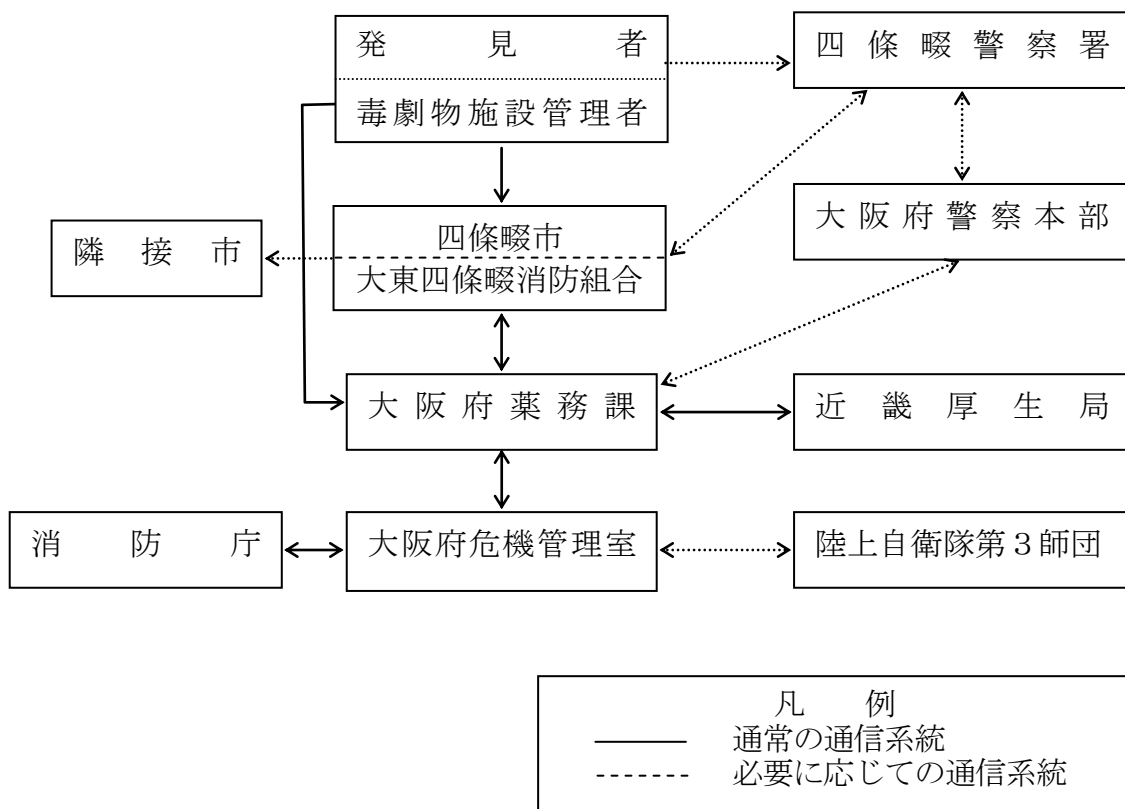 発見者
四條畷警察署
毒劇物施設管理者
大阪府警察本部
隣接市
四條畷市
大東四條畷消防組合
大阪府薬務課
近畿厚生局
消防庁
大阪府危機管理室
陸上自衛隊第３師団
凡例
通常の通信系統
必要に応じての通信系統